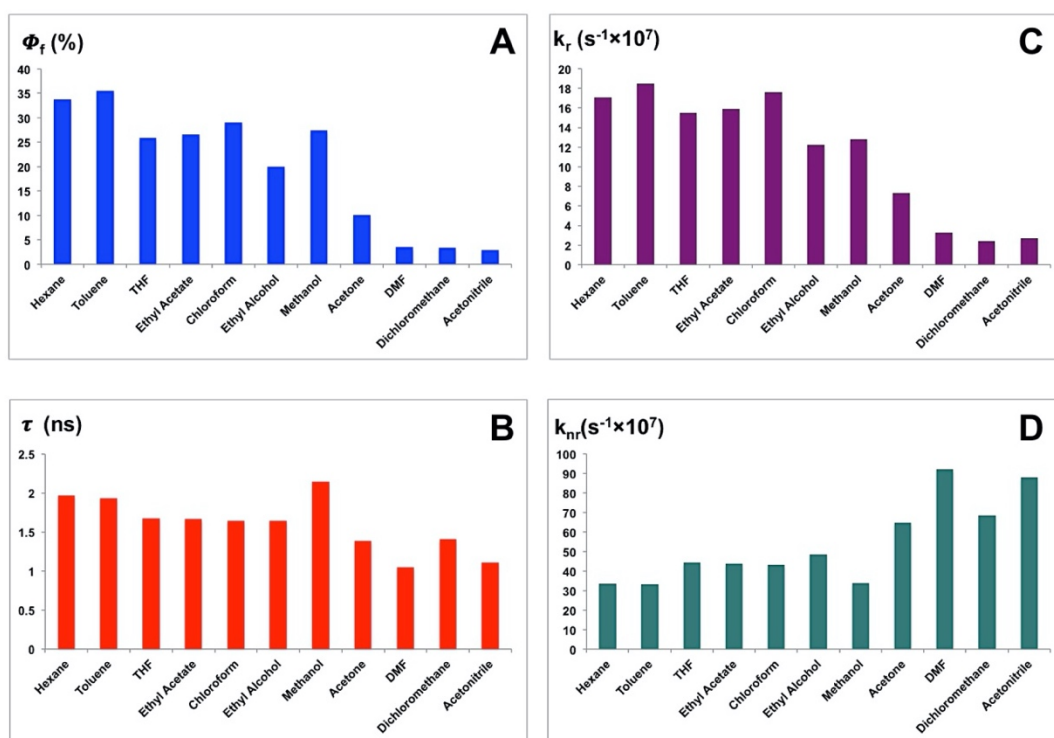 Φf (%)
A
40
35
30
25
20
15
10
5
0
Hexane
Toluene
THF
Ethyl Acetate
Chloroform
Ethyl Alcohol
Methanol
Acetone
DMF
Dichloromethane
Acetonitrile
kr (s⁻¹×10⁷)
C
20
18
16
14
12
10
8
6
4
2
0
Hexane
Toluene
THF
Ethyl Acetate
Chloroform
Ethyl Alcohol
Methanol
Acetone
DMF
Dichloromethane
Acetonitrile
τ (ns)
B
2.5
2
1.5
1
0.5
0
Hexane
Toluene
THF
Ethyl Acetate
Chloroform
Ethyl Alcohol
Methanol
Acetone
DMF
Dichloromethane
Acetonitrile
knr(s⁻¹×10⁷)
D
100
90
80
70
60
50
40
30
20
10
0
Hexane
Toluene
THF
Ethyl Acetate
Chloroform
Ethyl Alcohol
Methanol
Acetone
DMF
Dichloromethane
Acetonitrile